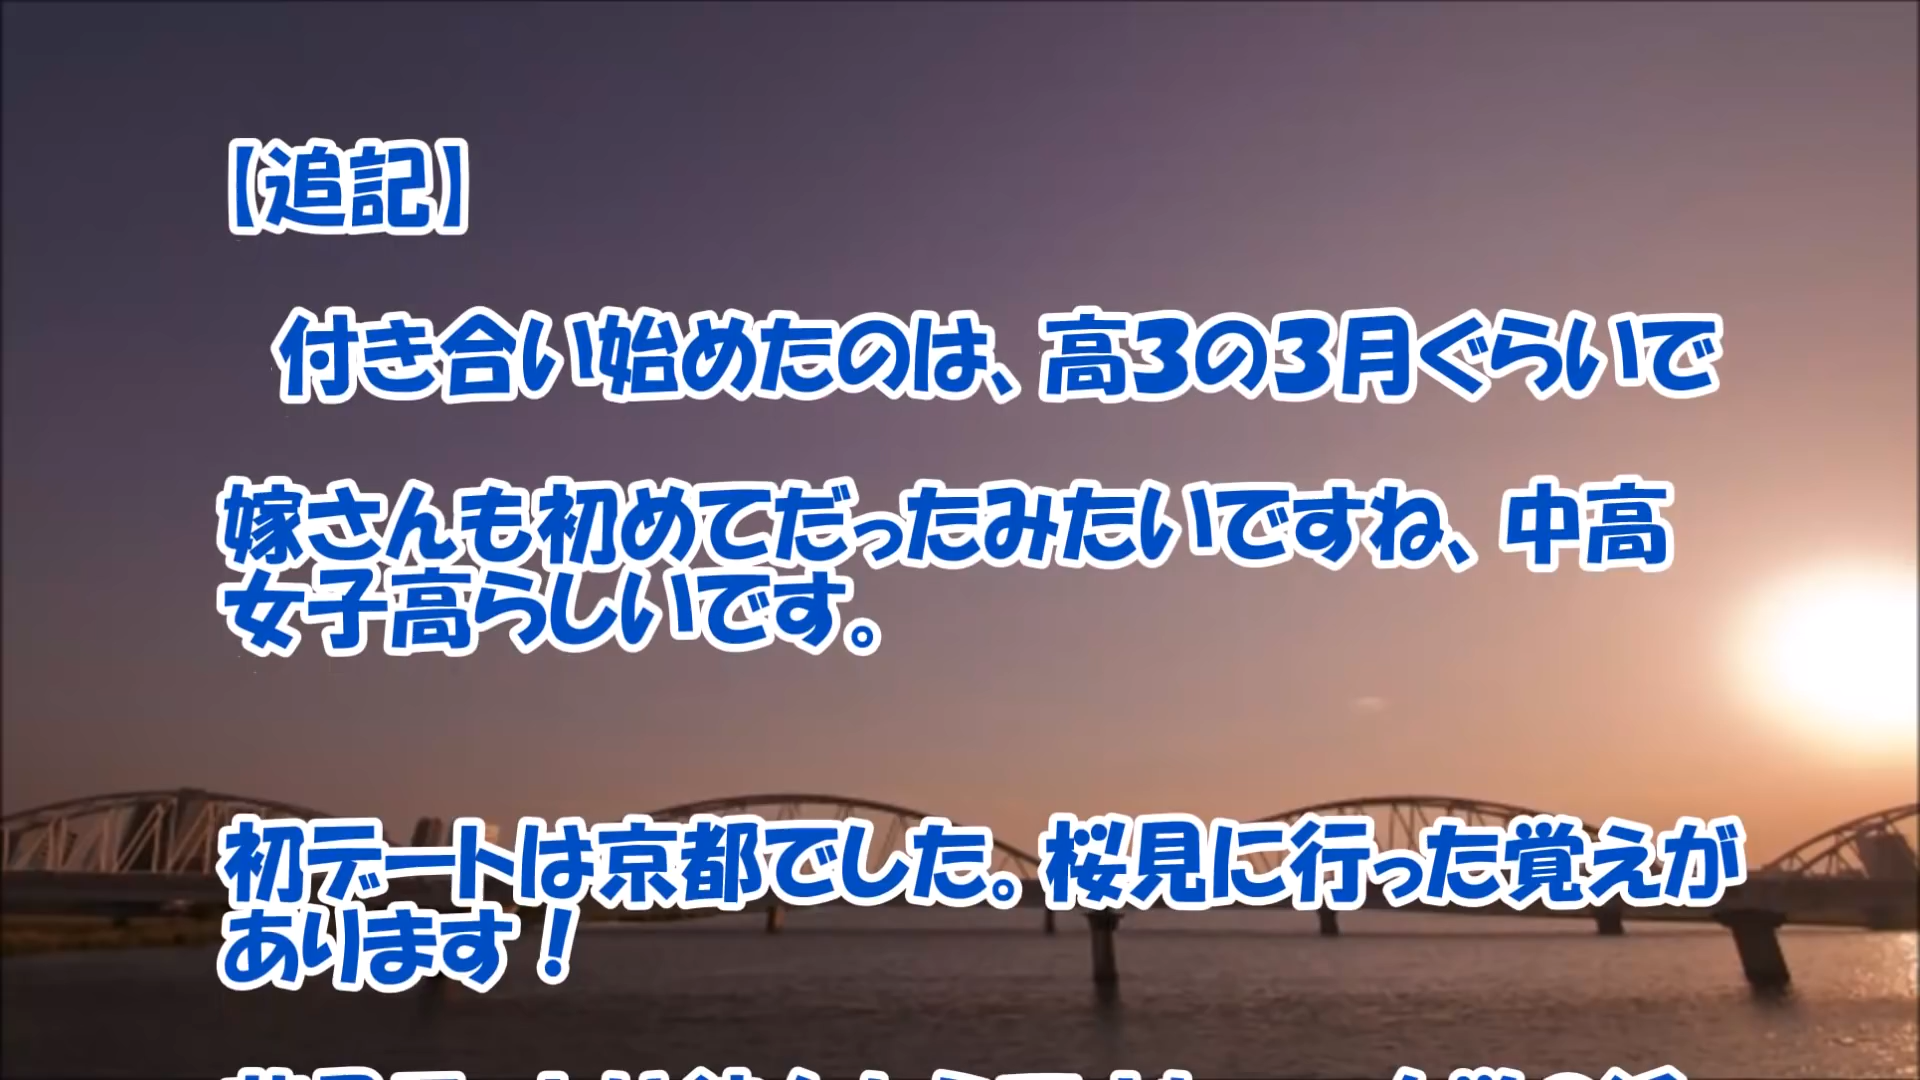 【追記】
付き合い始めたのは、高3の3月ぐらいで
嫁さんも初めてだったみたいですね、中高
女子高らしいです。
初デートは京都でした。桜見に行った覚えが
あります！